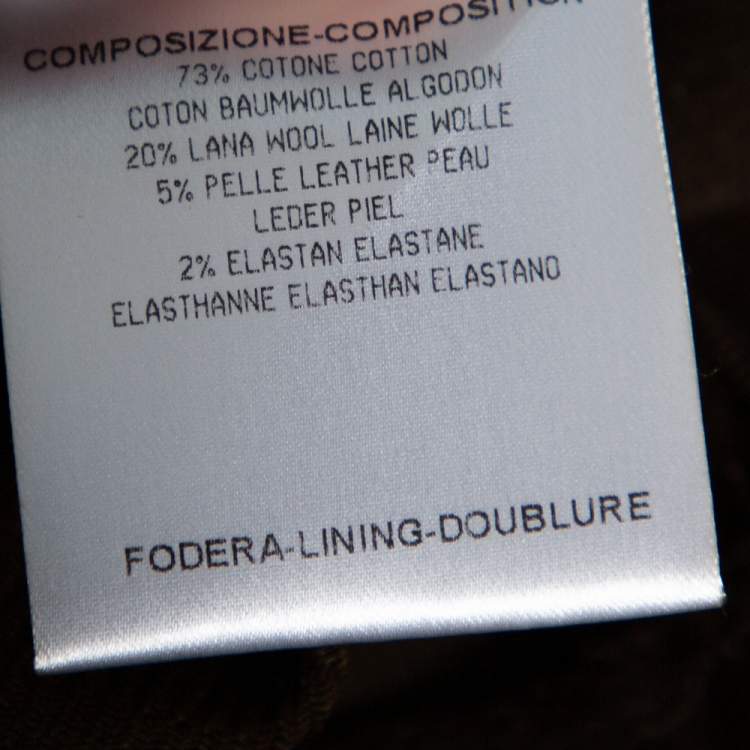 COMPOSIZIONE-COMPOSITION
73% COTONE COTTON
COTON BAUMWOLLE ALGODON
20% LANA WOOL LAINE WOLLE
5% PELLE LEATHER PEAU
LEDER PIEL
2% ELASTAN ELASTANE
ELASTHANNE ELASTHAN ELASTANO
FODERA-LINING-DOUBLURE